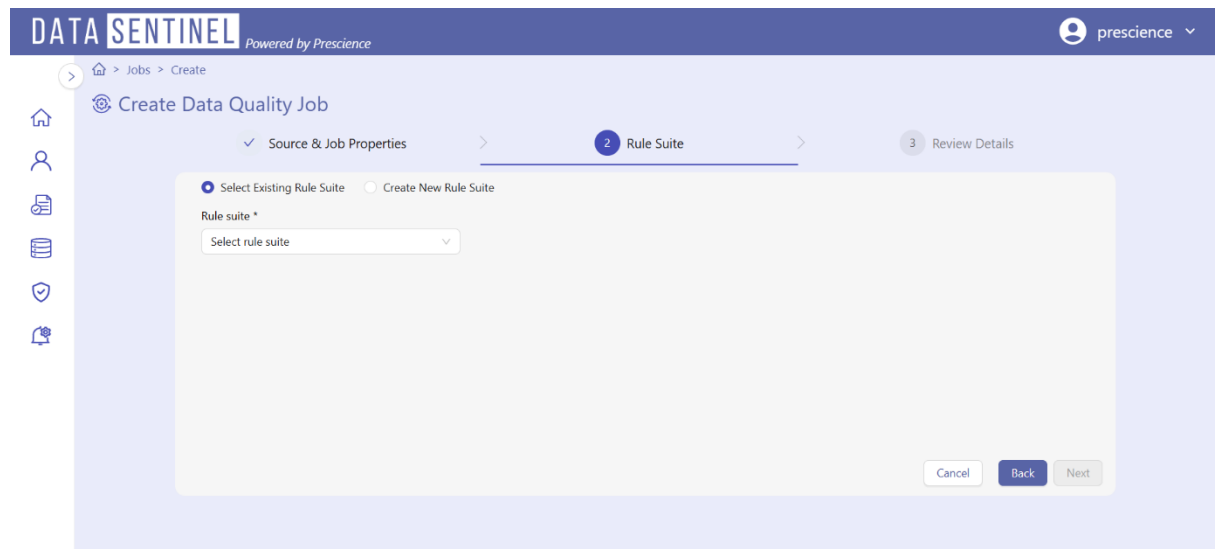 DATA SENTINEL Powered by Prescience
prescience
> Jobs > Create
Create Data Quality Job
Source & Job Properties
2 Rule Suite
3 Review Details
Select Existing Rule Suite Create New Rule Suite
Rule suite *
Select rule suite
Cancel Back Next